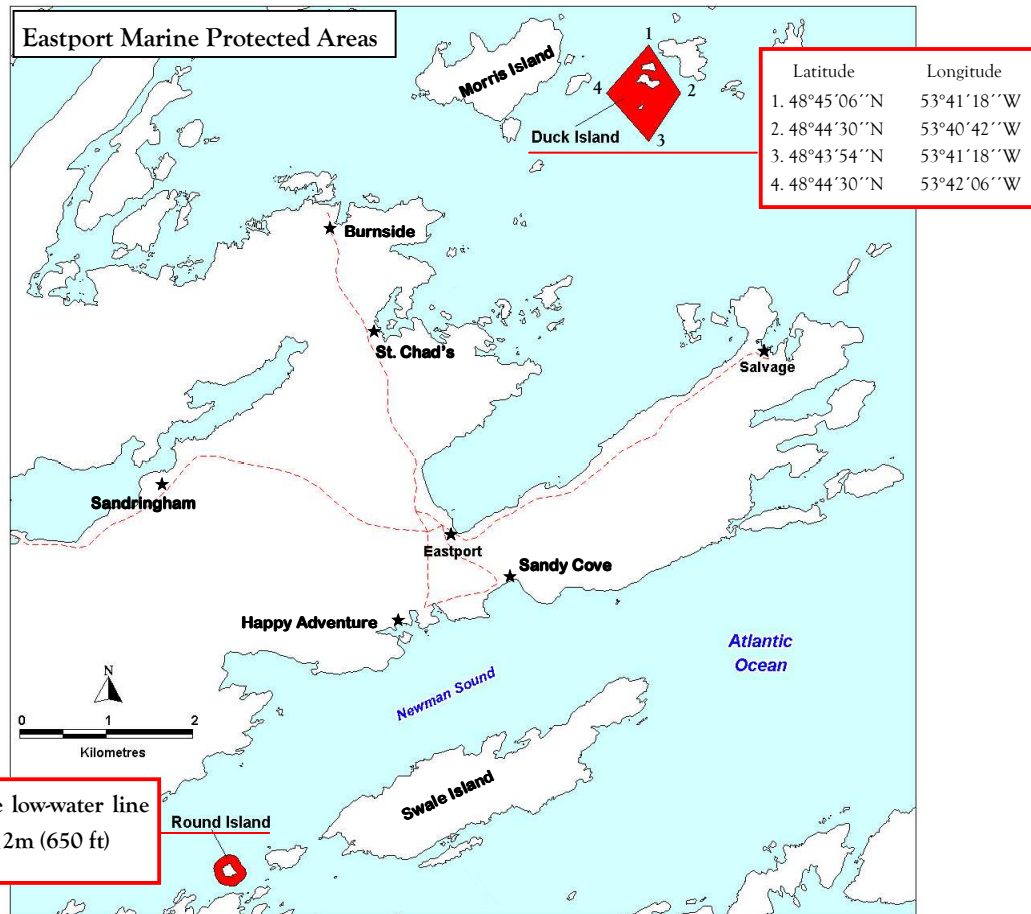 Eastport Marine Protected Areas
Morris Island
1
4
2
3
Duck Island
Latitude Longitude
1. 48°45´06´´N 53°41´18´´W
2. 48°44´30´´N 53°40´42´´W
3. 48°43´54´´N 53°41´18´´W
4. 48°44´30´´N 53°42´06´´W
Burnside
St. Chad's
Salvage
Sandringham
Eastport
Sandy Cove
Happy Adventure
Atlantic
Ocean
Newman Sound
N
0 1 2
Kilometres
Swale Island
e low-water line
2m (650 ft)
Round Island